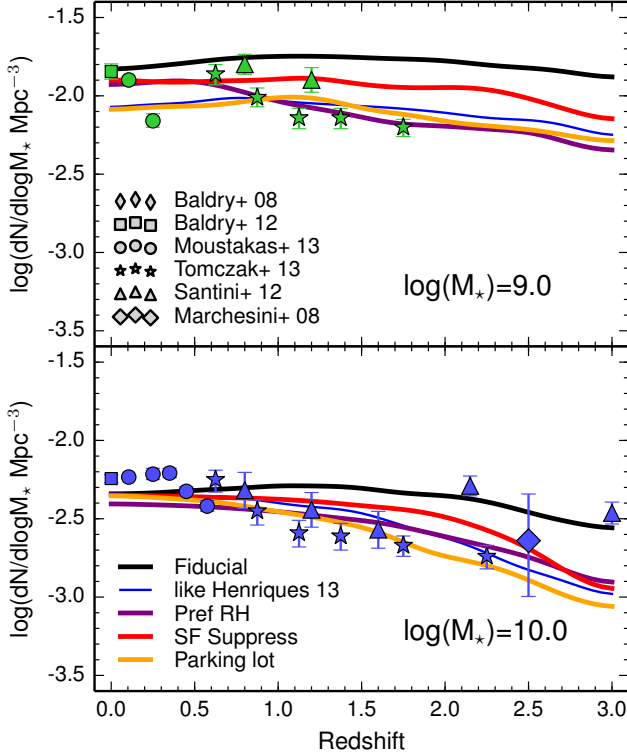 -1.5
-2.0
-2.5
-3.0
-3.5
log(dN/dlogM⋆ Mpc⁻³)
Baldry+ 08
Baldry+ 12
Moustakas+ 13
Tomczak+ 13
Santini+ 12
Marchesini+ 08
log(M⋆)=9.0
-1.5
-2.0
-2.5
-3.0
-3.5
log(dN/dlogM⋆ Mpc⁻³)
Fiducial
like Henriques 13
Pref RH
SF Suppress
Parking lot
log(M⋆)=10.0
0.0 0.5 1.0 1.5 2.0 2.5 3.0
Redshift